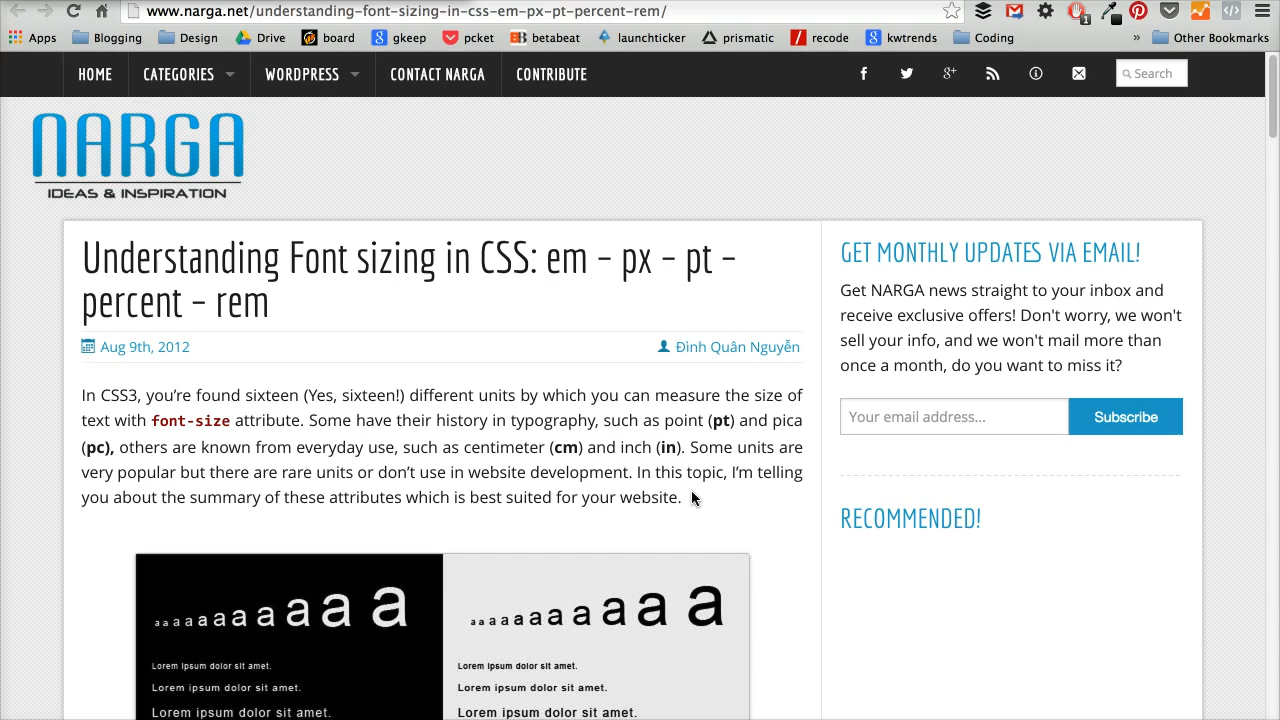 www.narga.net/understanding-font-sizing-in-css-em-px-pt-percent-rem/
Apps Blogging Design Drive board gkeep pcket betabeat launchticker prismatic recode kwtrends Coding » Other Bookmarks
HOME CATEGORIES WORDPRESS CONTACT NARGA CONTRIBUTE Search
NARGA
IDEAS & INSPIRATION
Understanding Font sizing in CSS: em – px – pt –
percent – rem
Aug 9th, 2012 Đình Quân Nguyễn
In CSS3, you’re found sixteen (Yes, sixteen!) different units by which you can measure the size of
text with font-size attribute. Some have their history in typography, such as point (pt) and pica
(pc), others are known from everyday use, such as centimeter (cm) and inch (in). Some units are
very popular but there are rare units or don’t use in website development. In this topic, I’m telling
you about the summary of these attributes which is best suited for your website.
a a a a a a a a a a
Lorem ipsum dolor sit amet.
Lorem ipsum dolor sit amet.
Lorem ipsum dolor sit amet.
a a a a a a a a a a
Lorem ipsum dolor sit amet.
Lorem ipsum dolor sit amet.
Lorem ipsum dolor sit amet.
GET MONTHLY UPDATES VIA EMAIL!
Get NARGA news straight to your inbox and
receive exclusive offers! Don't worry, we won't
sell your info, and we won't mail more than
once a month, do you want to miss it?
Your email address... Subscribe
RECOMMENDED!